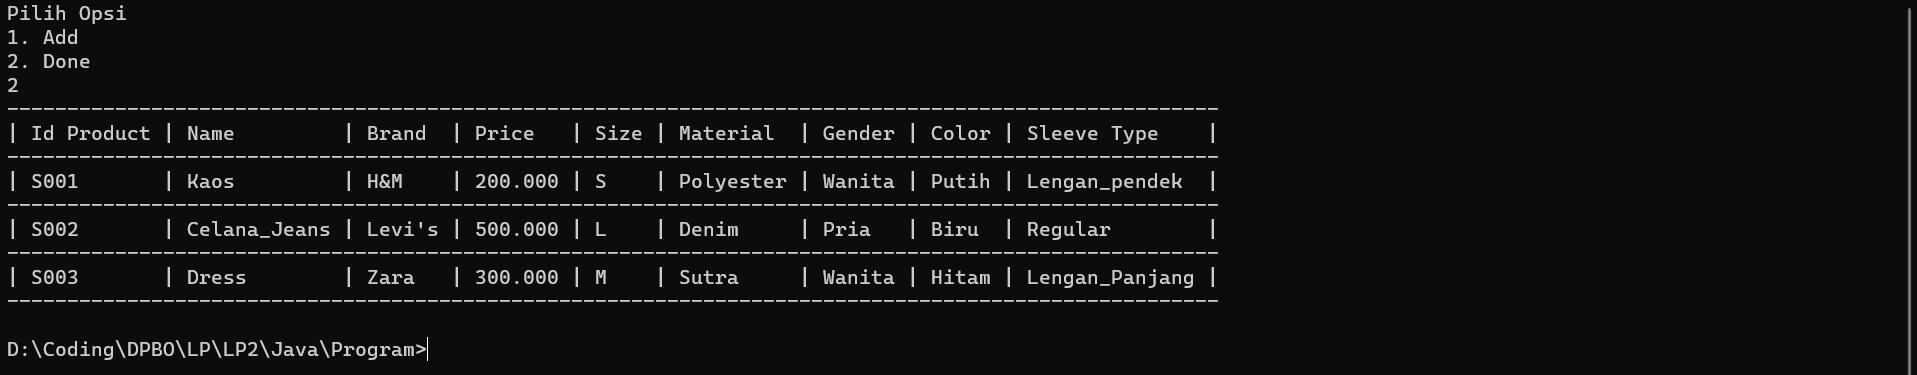 Pilih Opsi
1. Add
2. Done
2
-----------------------------------------------------------------------------------------------------
| Id Product | Name         | Brand  | Price   | Size | Material  | Gender | Color | Sleeve Type    |
-----------------------------------------------------------------------------------------------------
| S001       | Kaos         | H&M    | 200.000 | S    | Polyester | Wanita | Putih | Lengan_pendek  |
-----------------------------------------------------------------------------------------------------
| S002       | Celana_Jeans | Levi's | 500.000 | L    | Denim     | Pria   | Biru  | Regular        |
-----------------------------------------------------------------------------------------------------
| S003       | Dress        | Zara   | 300.000 | M    | Sutra     | Wanita | Hitam | Lengan_Panjang |
-----------------------------------------------------------------------------------------------------
D:\Coding\DPBO\LP\LP2\Java\Program>